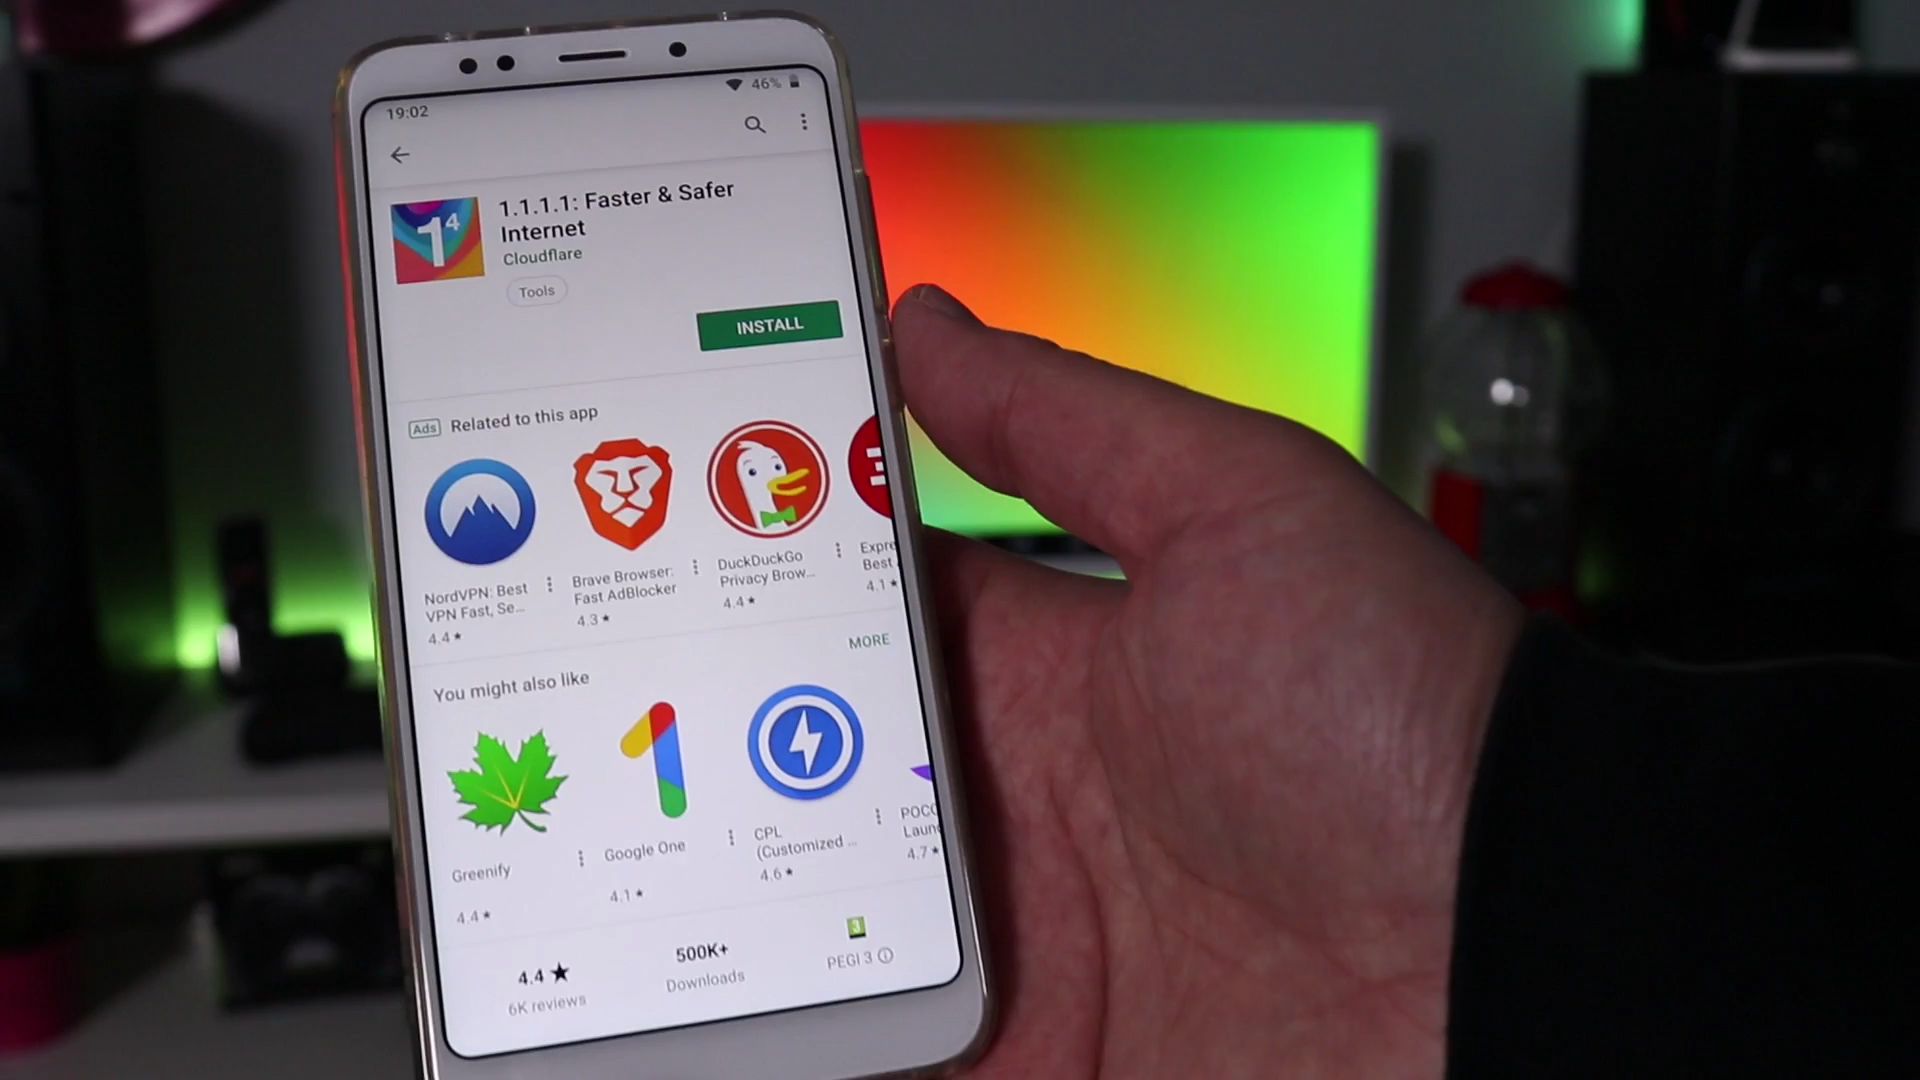 19:02
46%
1.1.1.1: Faster & Safer
Internet
Cloudflare
Tools
INSTALL
Ads Related to this app
NordVPN: Best
VPN Fast, Se...
4.4★
Brave Browser:
Fast AdBlocker
4.3★
DuckDuckGo
Privacy Brow...
4.4★
Expre
Best
4.1★
You might also like
MORE
Greenify
4.4★
Google One
4.1★
CPL
(Customized ...
4.6★
POCO
Laun
4.7★
4.4★
6K reviews
500K+
Downloads
3
PEGI 3